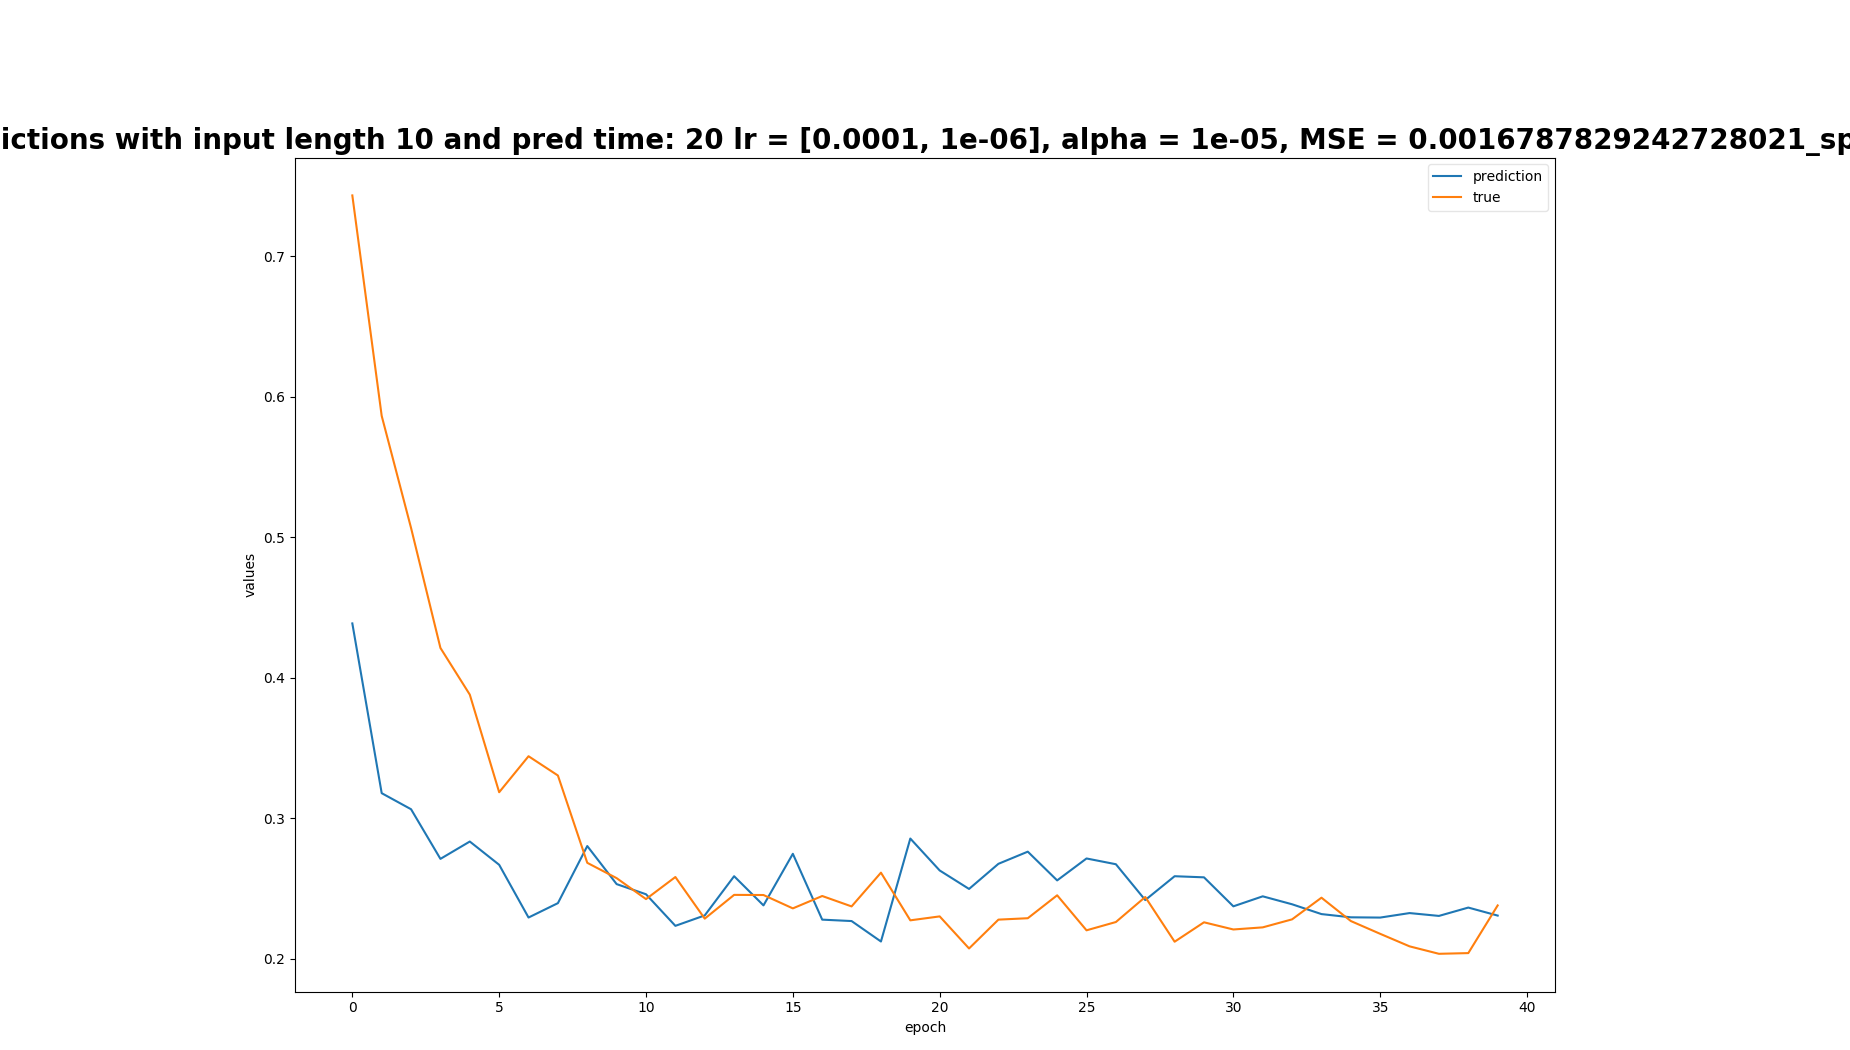 ictions with input length 10 and pred time: 20 lr = [0.0001, 1e-06], alpha = 1e-05, MSE = 0.0016787829242728021_sp
prediction
true
0.7
0.6
0.5
0.4
0.3
0.2
values
0 5 10 15 20 25 30 35 40
epoch